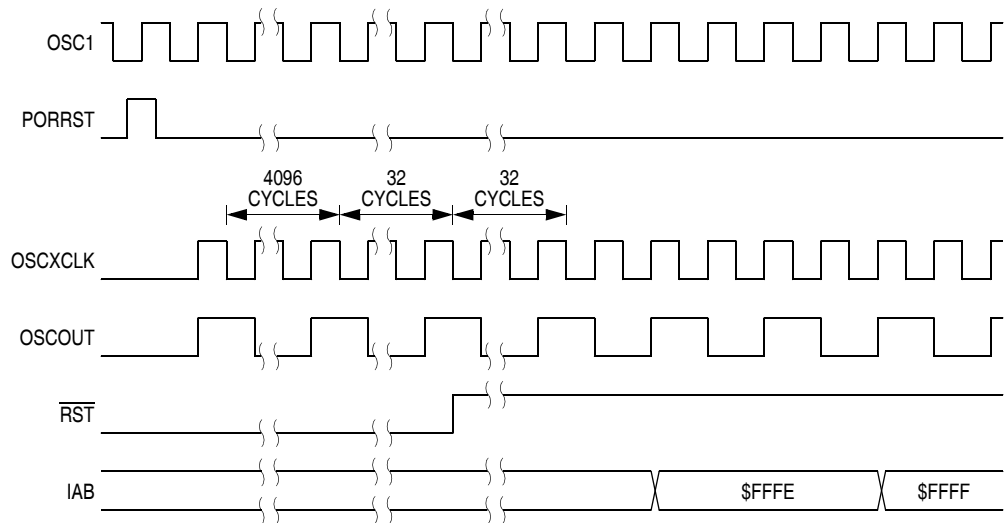 OSC1
PORRST
4096
CYCLES
32
CYCLES
32
CYCLES
OSCXCLK
OSCOUT
RST
IAB
$FFFE
$FFFF